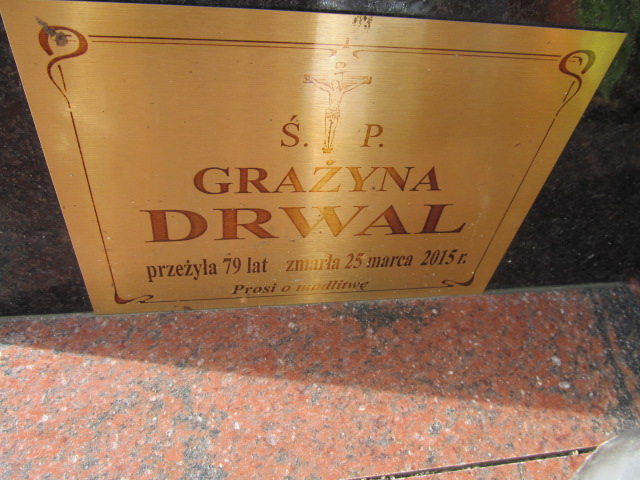 Ś. P.
GRAŻYNA
DRWAL
przeżyła 79 lat zmarła 25 marca 2015 r.
Prosi o modlitwę